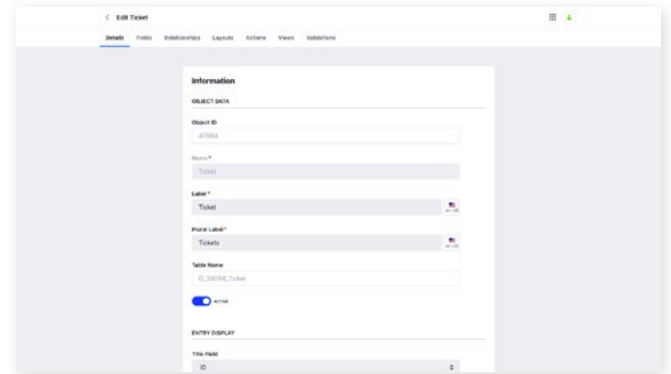 Edit Ticket
Details Fields Relationships Layouts Actions Views Validations
Information
OBJECT DATA
Object ID
Name*
Ticket
Label*
Ticket
Plural Label*
Tickets
Table Name
ACTIVE
ENTRY DISPLAY
Title Field
ID